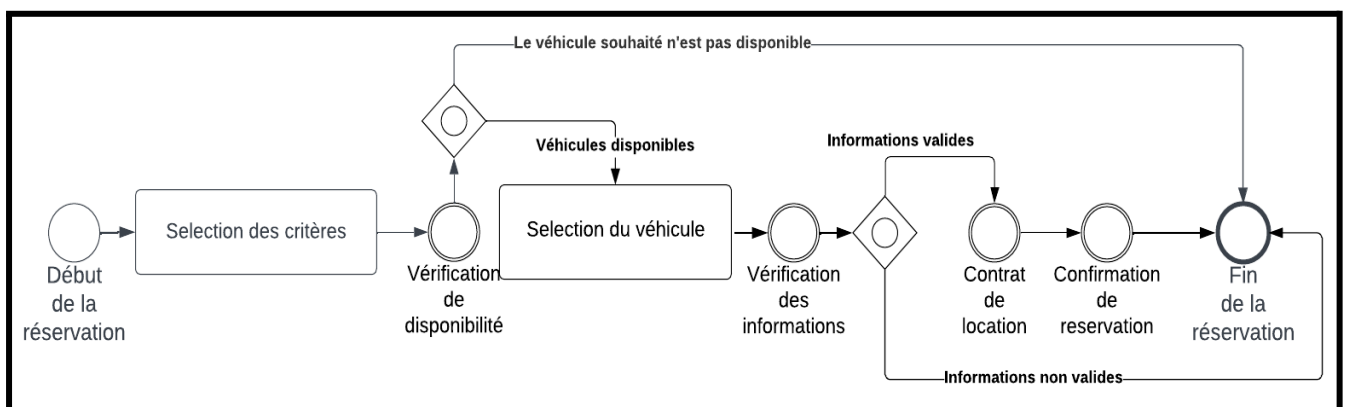 Le véhicule souhaité n'est pas disponible
Véhicules disponibles
Informations valides
Selection des critères
Selection du véhicule
Début
de la
réservation
Vérification
de
disponibilité
Vérification
des
informations
Contrat
de
location
Confirmation
de
reservation
Fin
de la
réservation
Informations non valides